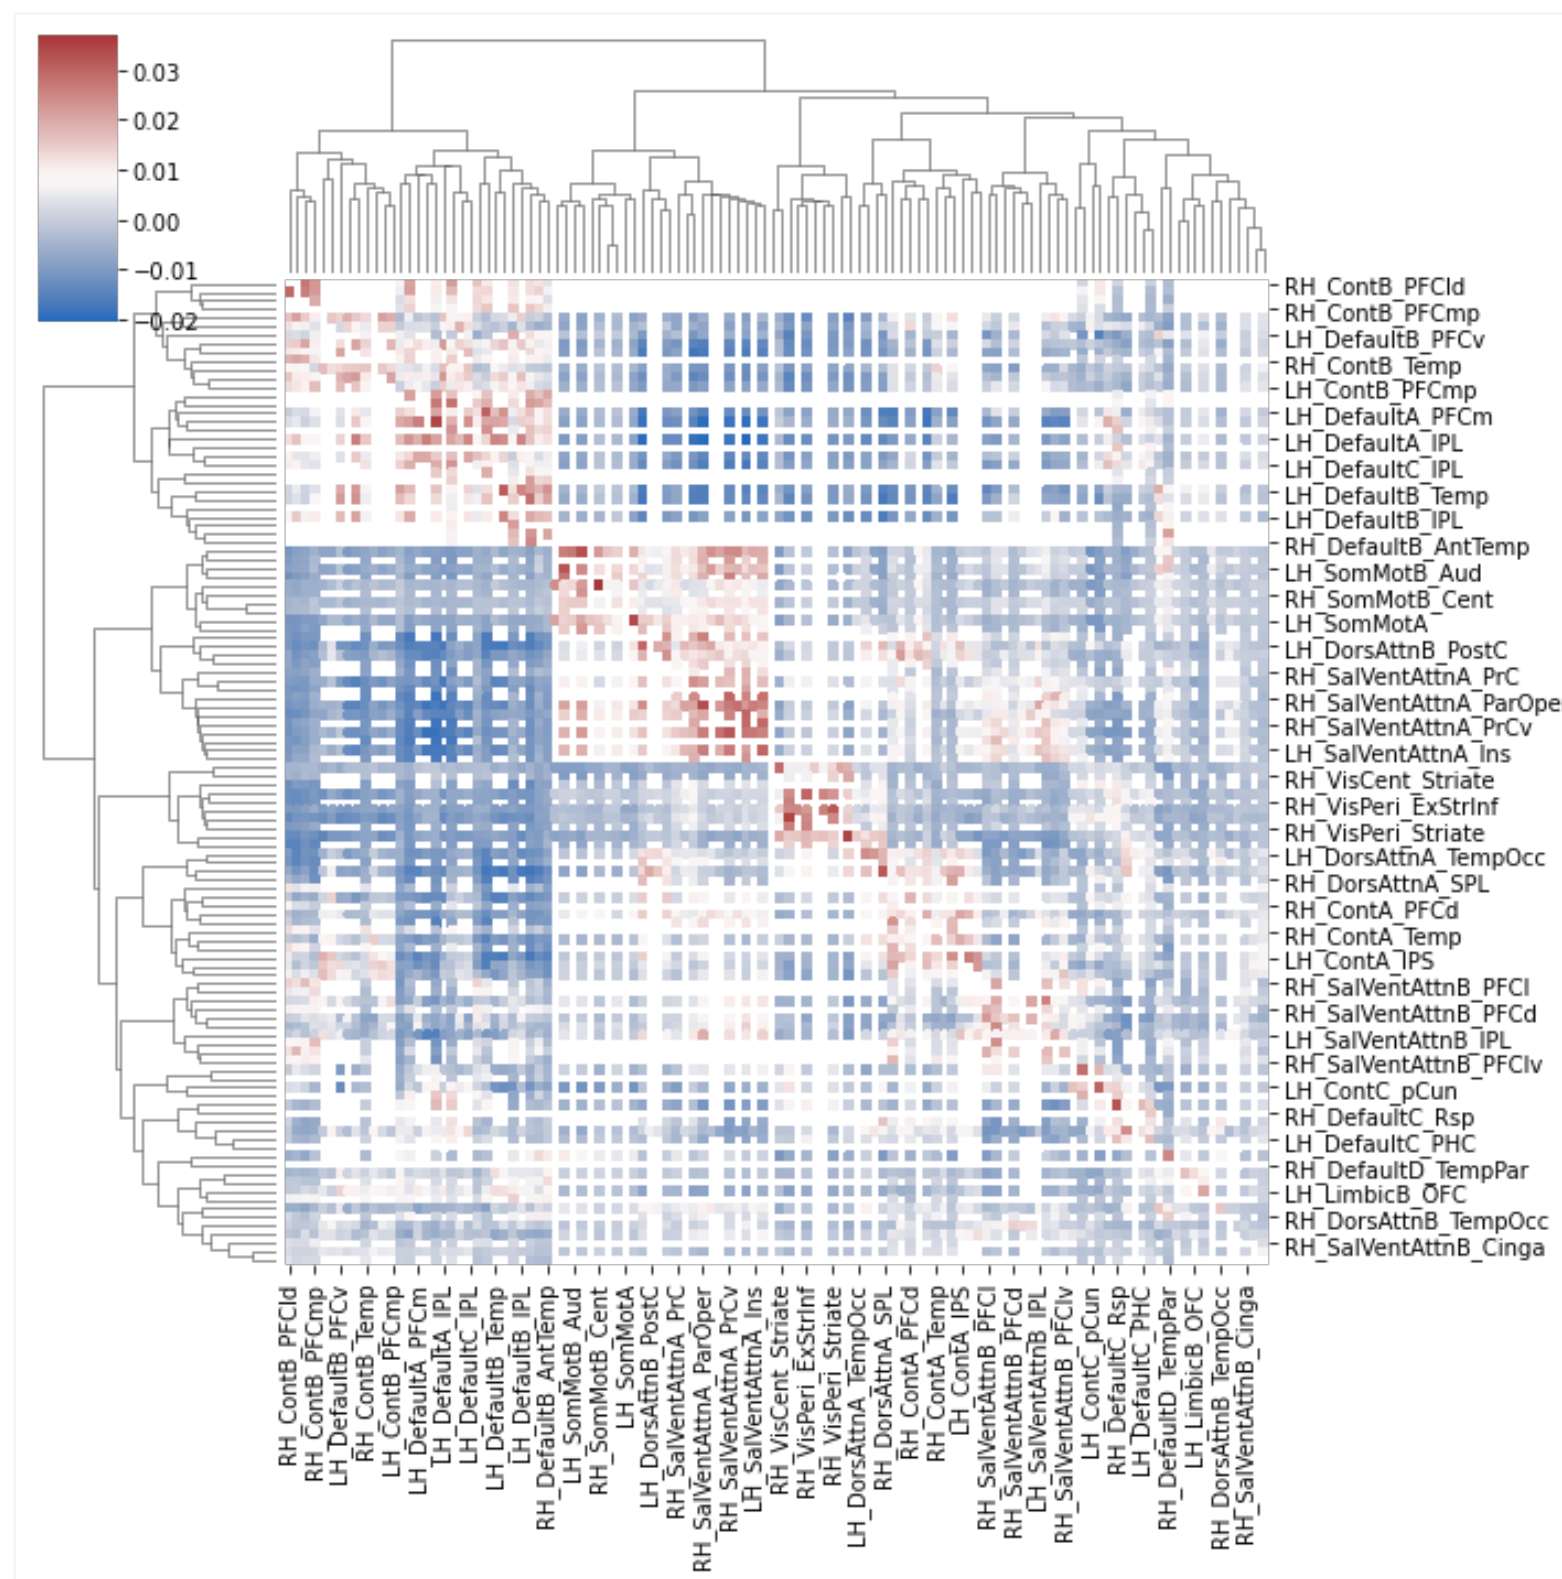 0.03
0.02
0.01
0.00
−0.01
−0.02
RH_ContB_PFCld
RH_ContB_PFCmp
LH_DefaultB_PFCv
RH_ContB_Temp
LH_ContB_PFCmp
LH_DefaultA_PFCm
LH_DefaultA_IPL
LH_DefaultC_IPL
LH_DefaultB_Temp
LH_DefaultB_IPL
RH_DefaultB_AntTemp
LH_SomMotB_Aud
RH_SomMotB_Cent
LH_SomMotA
LH_DorsAttnB_PostC
RH_SalVentAttnA_PrC
RH_SalVentAttnA_ParOpe
RH_SalVentAttnA_PrCv
LH_SalVentAttnA_Ins
RH_VisCent_Striate
RH_VisPeri_ExStrInf
RH_VisPeri_Striate
LH_DorsAttnA_TempOcc
RH_DorsAttnA_SPL
RH_ContA_PFCd
RH_ContA_Temp
LH_ContA_IPS
RH_SalVentAttnB_PFCl
RH_SalVentAttnB_PFCd
LH_SalVentAttnB_IPL
RH_SalVentAttnB_PFClv
LH_ContC_pCun
RH_DefaultC_Rsp
LH_DefaultC_PHC
RH_DefaultD_TempPar
LH_LimbicB_OFC
RH_DorsAttnB_TempOcc
RH_SalVentAttnB_Cinga
RH_ContB_PFCld
RH_ContB_PFCmp
LH_DefaultB_PFCv
RH_ContB_Temp
LH_ContB_PFCmp
LH_DefaultA_PFCm
LH_DefaultA_IPL
LH_DefaultC_IPL
LH_DefaultB_Temp
LH_DefaultB_IPL
RH_DefaultB_AntTemp
LH_SomMotB_Aud
RH_SomMotB_Cent
LH_SomMotA
LH_DorsAttnB_PostC
RH_SalVentAttnA_PrC
RH_SalVentAttnA_ParOper
RH_SalVentAttnA_PrCv
LH_SalVentAttnA_Ins
RH_VisCent_Striate
RH_VisPeri_ExStrInf
RH_VisPeri_Striate
LH_DorsAttnA_TempOcc
RH_DorsAttnA_SPL
RH_ContA_PFCd
RH_ContA_Temp
LH_ContA_IPS
RH_SalVentAttnB_PFCl
RH_SalVentAttnB_PFCd
LH_SalVentAttnB_IPL
RH_SalVentAttnB_PFClv
LH_ContC_pCun
RH_DefaultC_Rsp
LH_DefaultC_PHC
RH_DefaultD_TempPar
LH_LimbicB_OFC
RH_DorsAttnB_TempOcc
RH_SalVentAttnB_Cinga